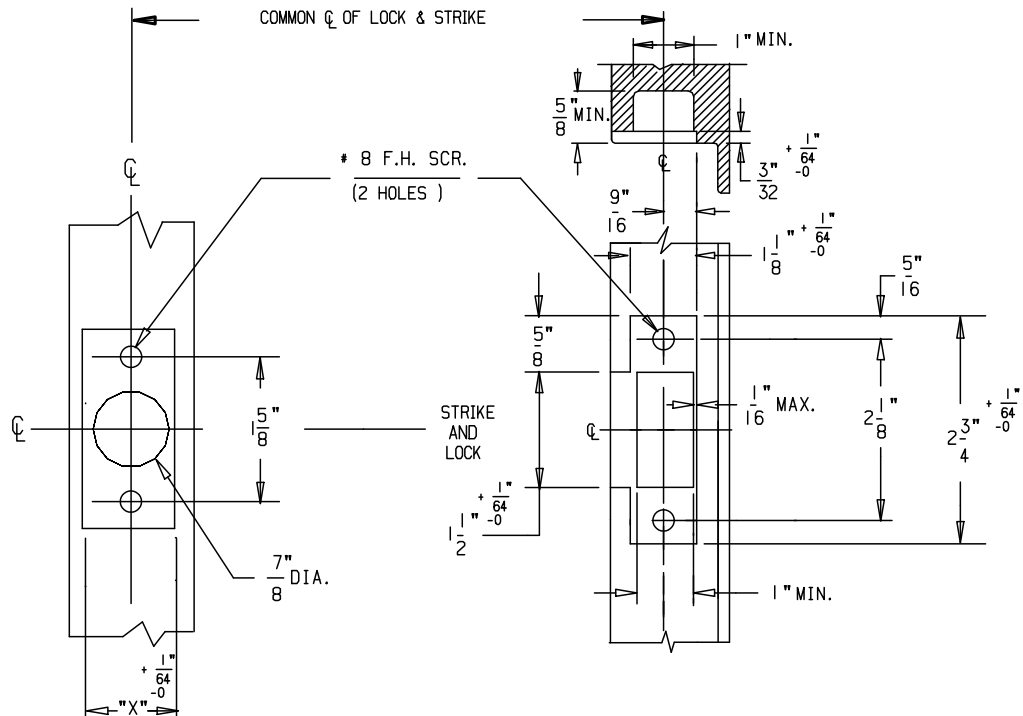 COMMON ℄ OF LOCK & STRIKE
1" MIN.
5/8" MIN.
℄
# 8 F.H. SCR.
(2 HOLES )
℄
3/32" + 1/64" -0
9/16"
1 1/8" + 1/64" -0
5/16"
5/8"
1 5/8"
℄
STRIKE
AND
LOCK
℄
1/16" MAX.
2 1/8"
2 3/4" + 1/64" -0
1 1/2" + 1/64" -0
7/8" DIA.
1" MIN.
+ 1/64" -0
"X"